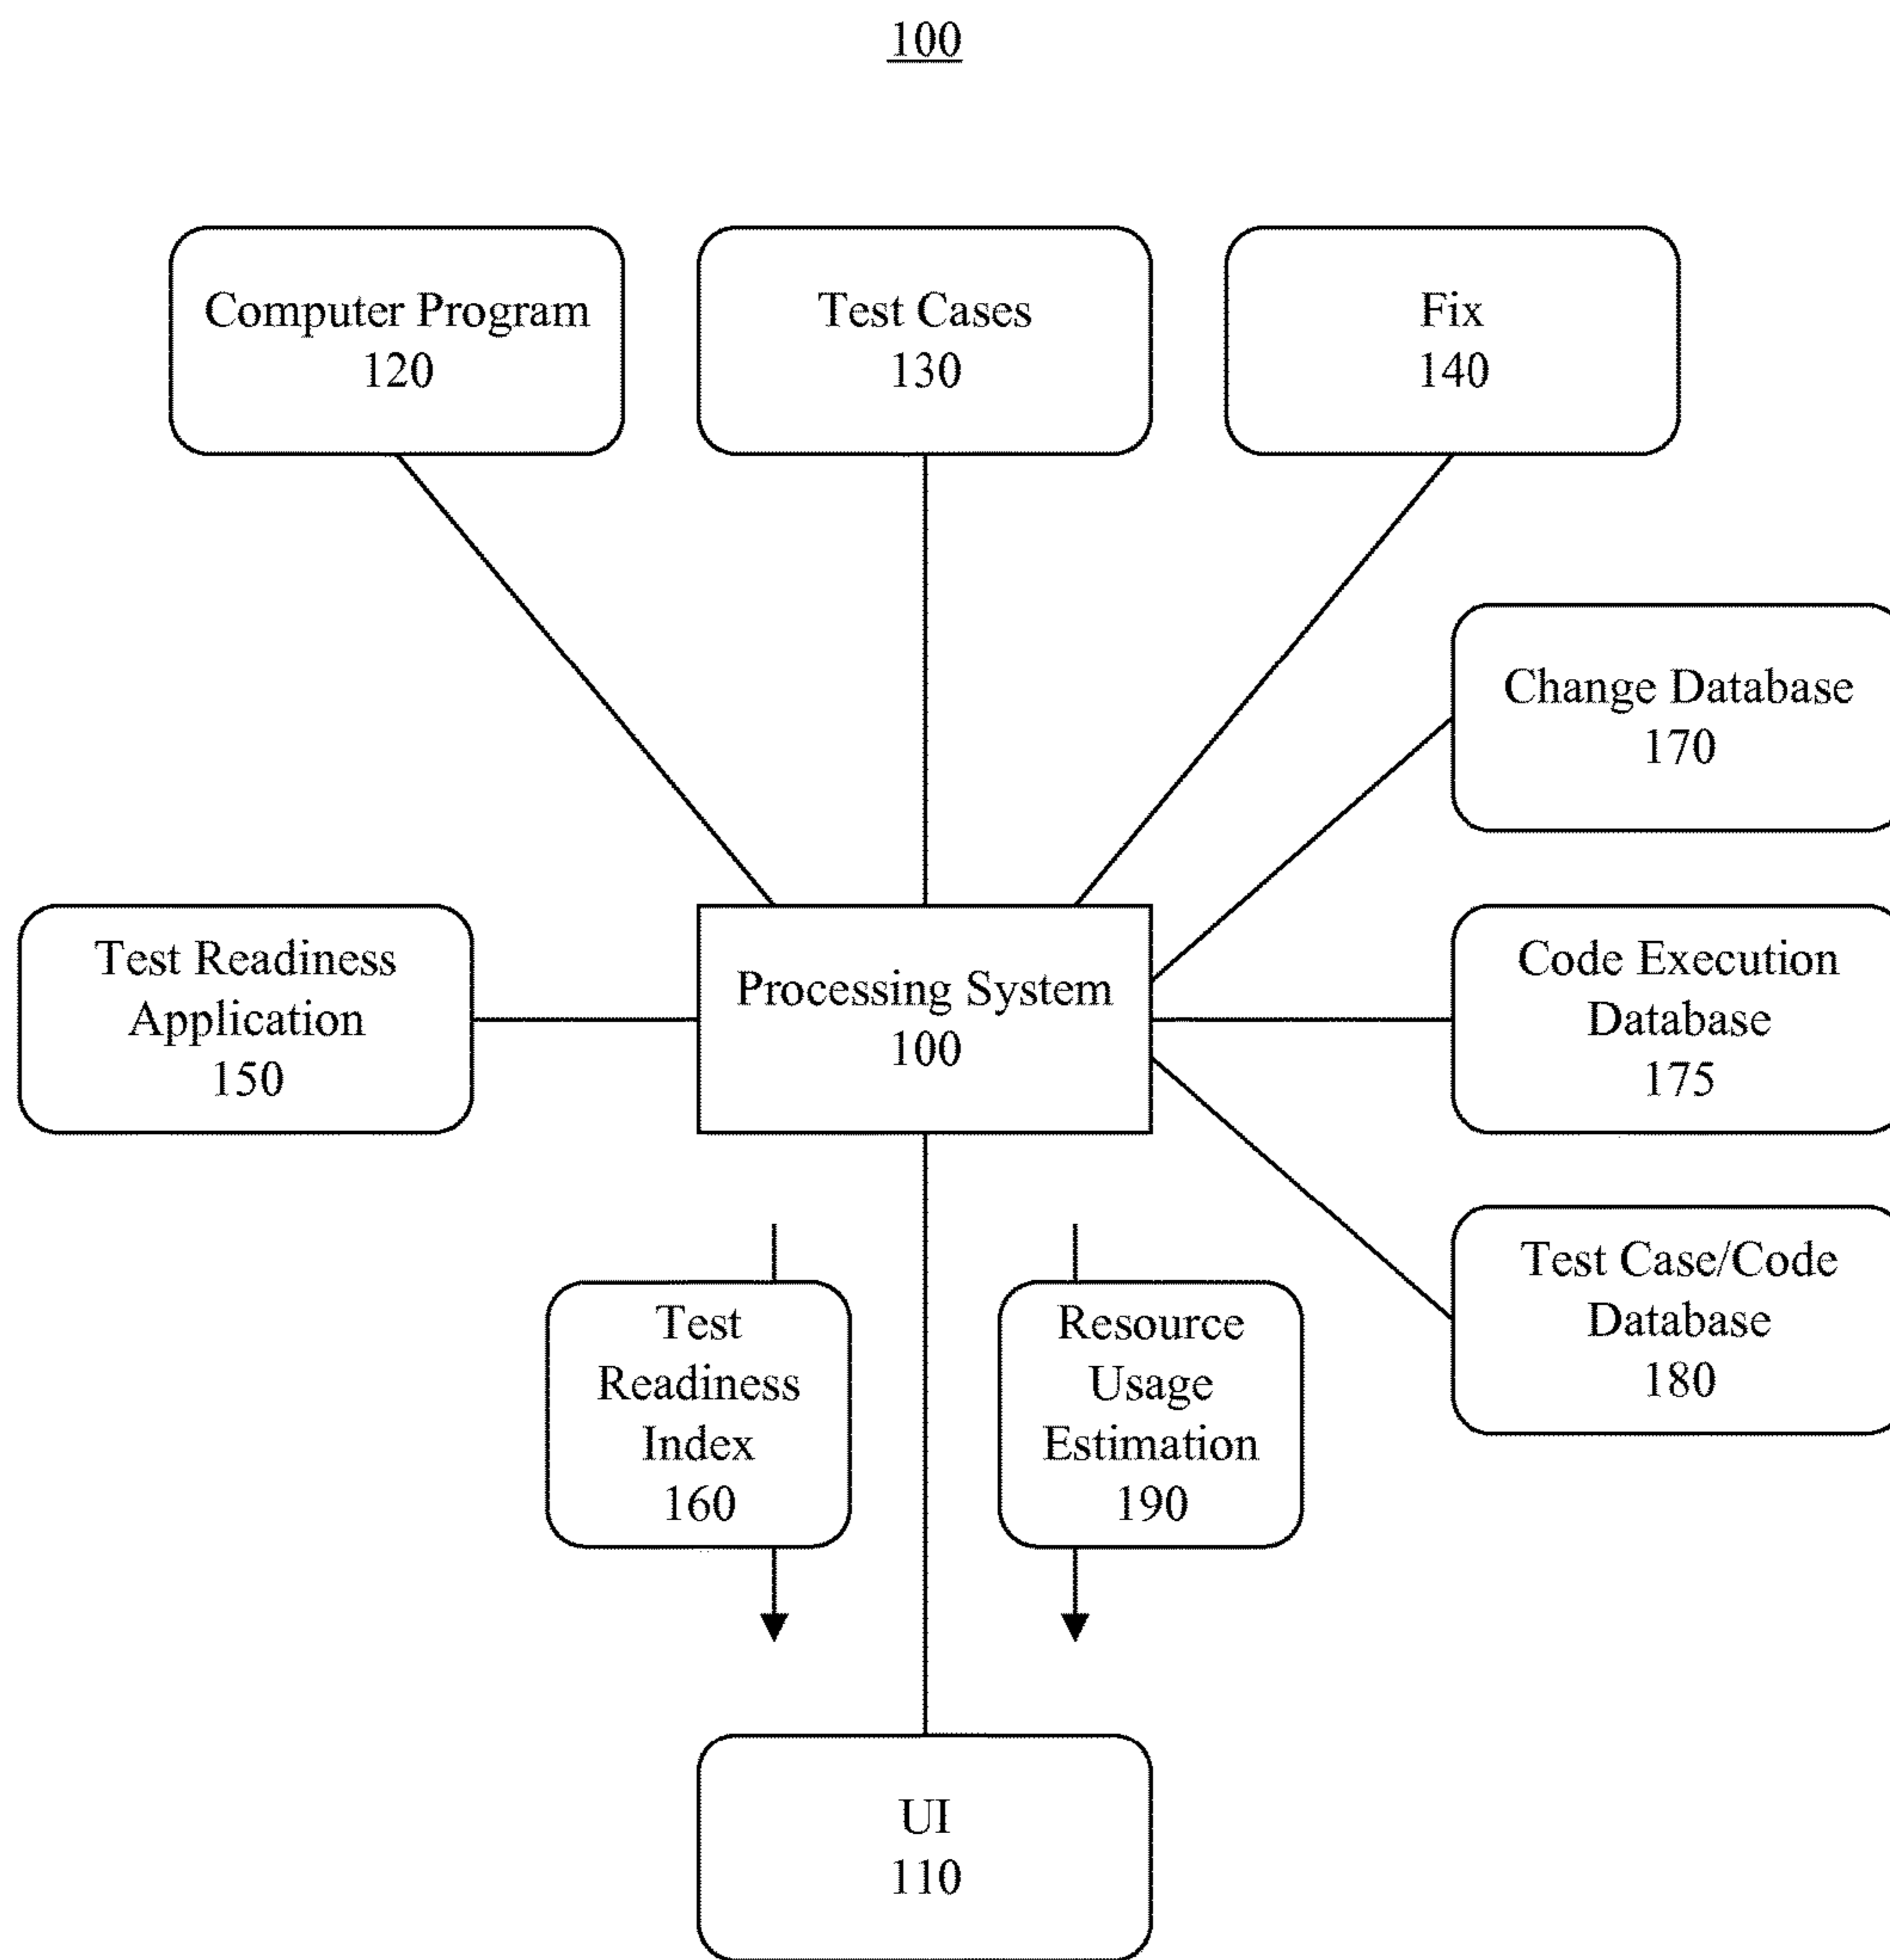 100
Computer Program
120
Test Cases
130
Fix
140
Change Database
170
Test Readiness
Application
150
Processing System
100
Code Execution
Database
175
Test Case/Code
Database
180
Test
Readiness
Index
160
Resource
Usage
Estimation
190
UI
110